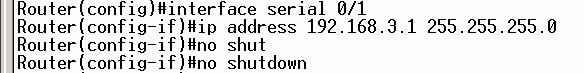 Router(config)#interface serial 0/1
Router(config-if)#ip address 192.168.3.1 255.255.255.0
Router(config-if)#no shut
Router(config-if)#no shutdown